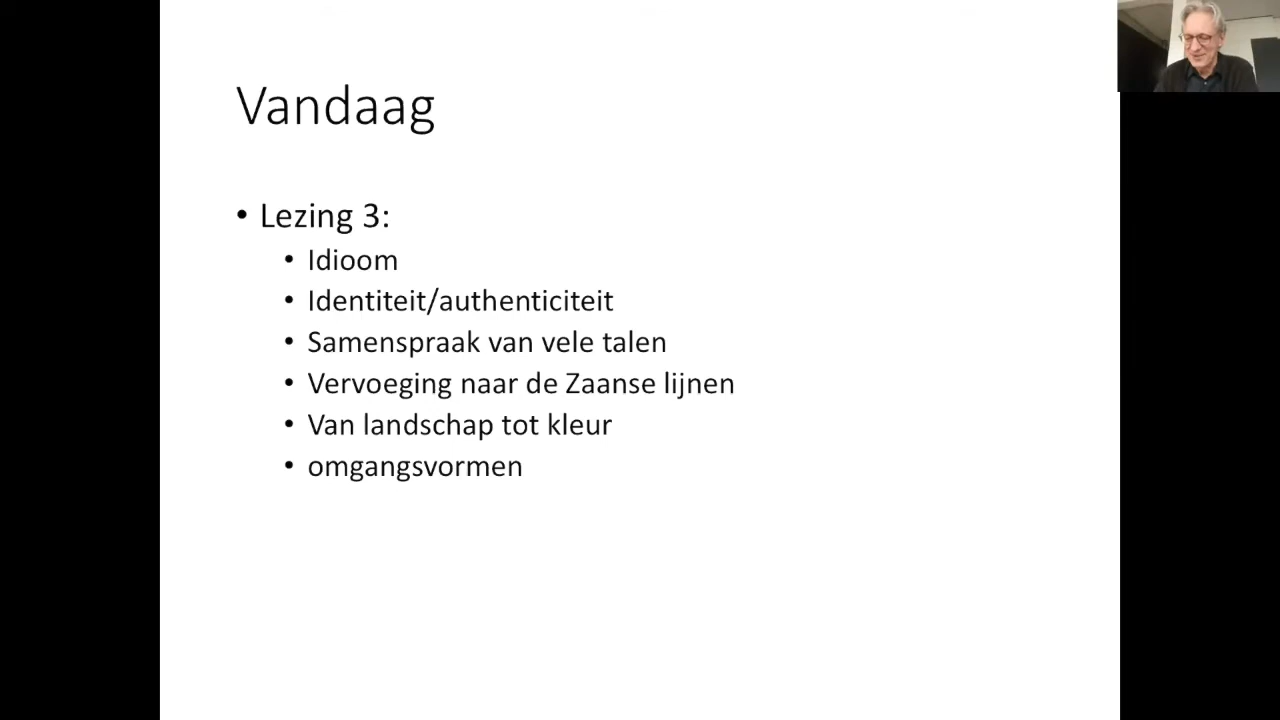 Vandaag
• Lezing 3:
• Idioom
• Identiteit/authenticiteit
• Samenspraak van vele talen
• Vervoeging naar de Zaanse lijnen
• Van landschap tot kleur
• omgangsvormen